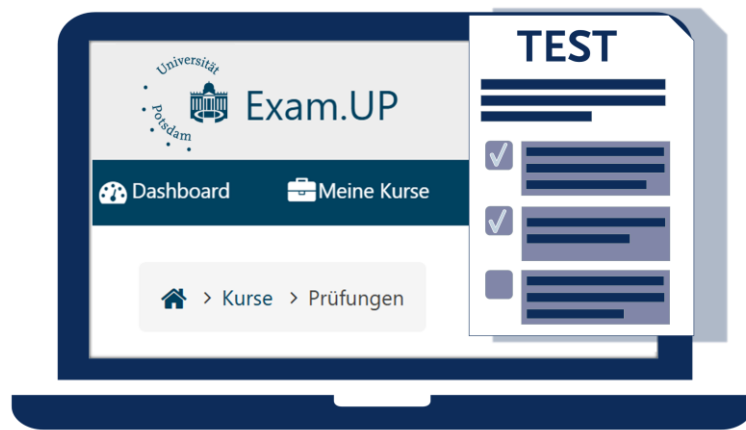 TEST
Universität
Potsdam
Exam.UP
Dashboard
Meine Kurse
> Kurse > Prüfungen